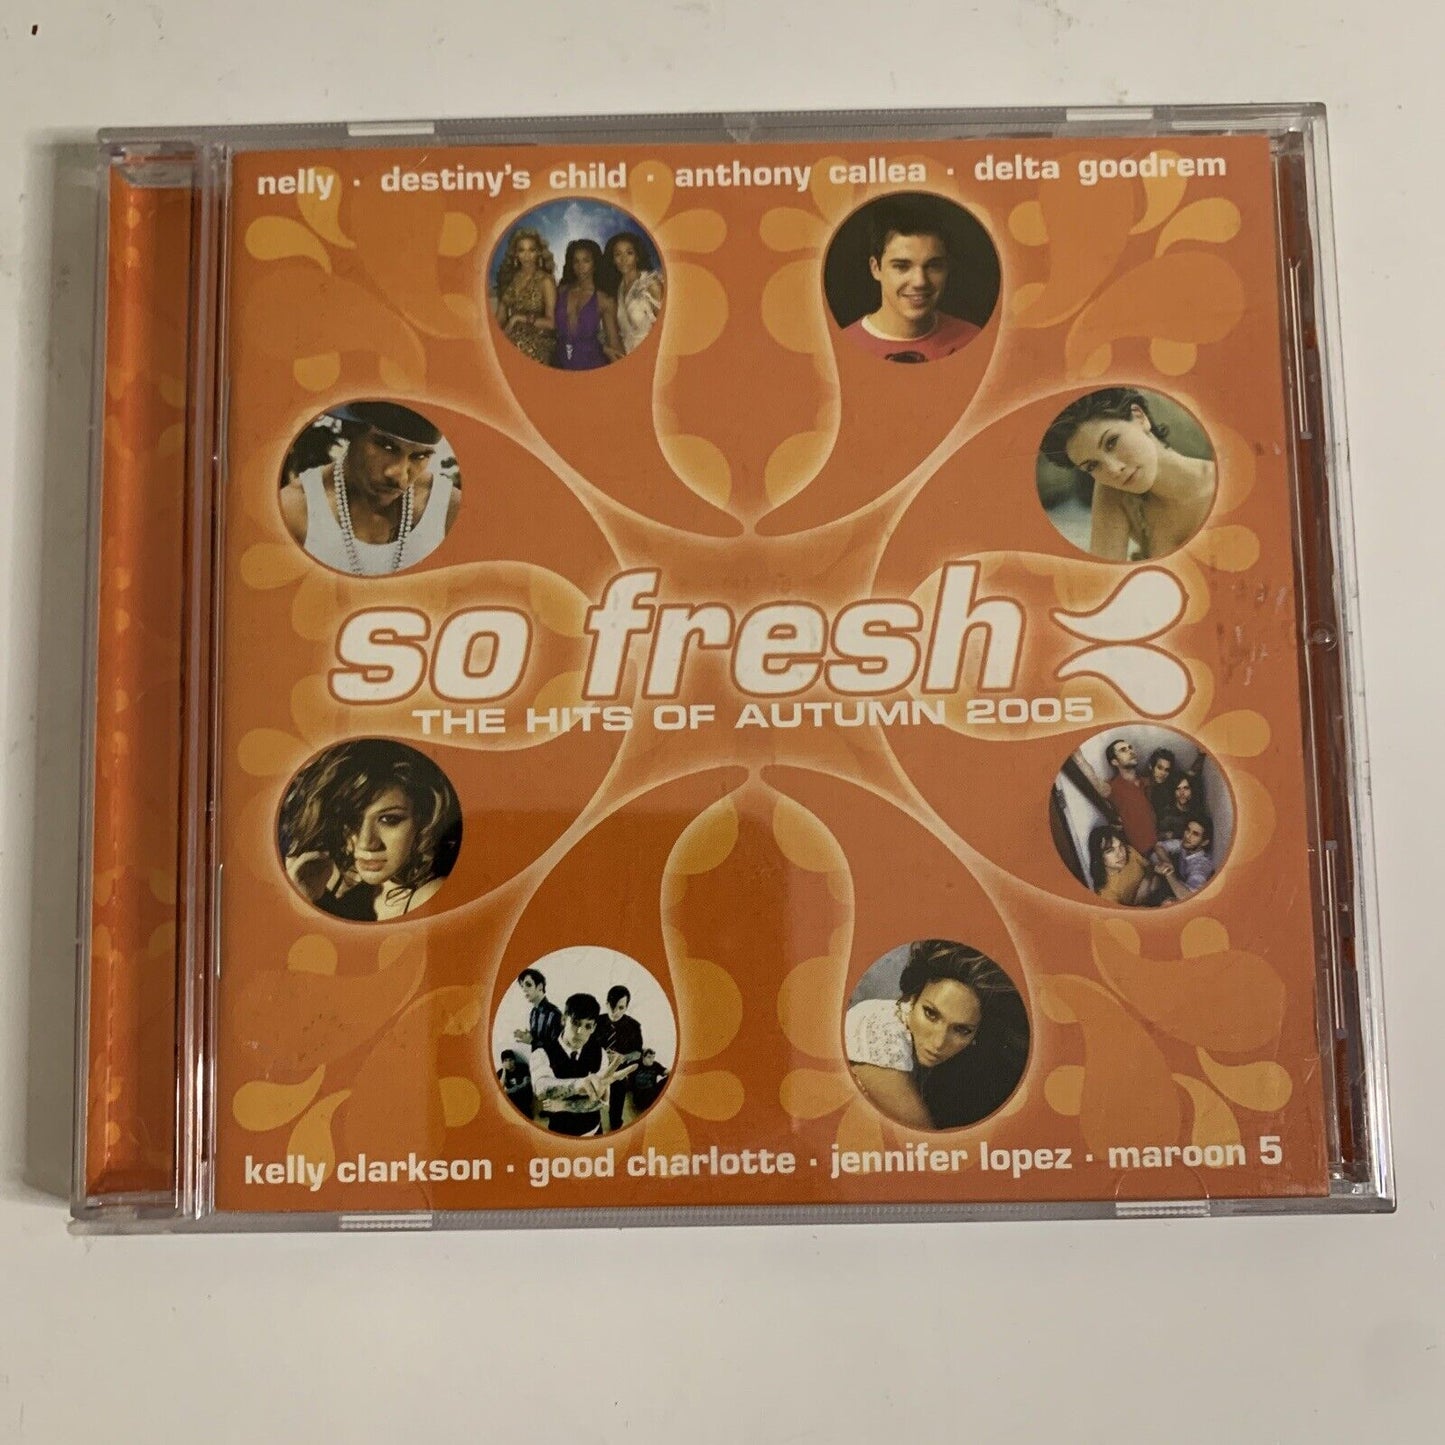 nelly · destiny's child · anthony callea · delta goodrem
so fresh
THE HITS OF AUTUMN 2005
kelly clarkson · good charlotte · jennifer lopez · maroon 5